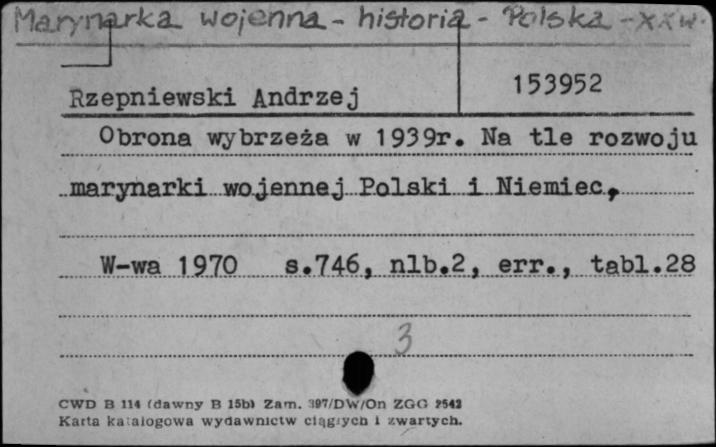 Marynarka wojenna - historia - Polska - XX w.
153952
Rzepniewski Andrzej
Obrona wybrzeża w 1939r. Na tle rozwoju
marynarki wojennej Polski i Niemiec,
W-wa 1970 s.746, nlb.2, err., tabl.28
3
CWD B 114 (dawny B 15b) Zam. 397/DW/On ZGG 2542
Karta katalogowa wydawnictw ciągłych i zwartych.